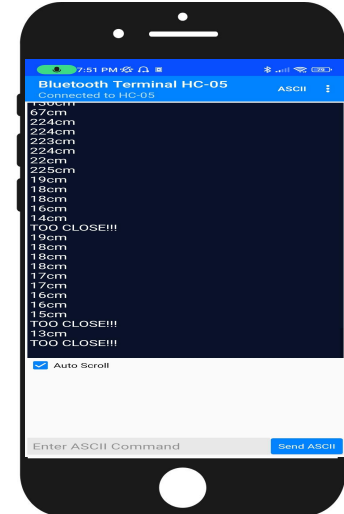 7:51 PM
Bluetooth Terminal HC-05
Connected to HC-05
ASCII
130cm
67cm
224cm
224cm
223cm
224cm
22cm
225cm
19cm
18cm
18cm
16cm
14cm
TOO CLOSE!!!
19cm
18cm
18cm
18cm
17cm
17cm
16cm
16cm
15cm
TOO CLOSE!!!
13cm
TOO CLOSE!!!
Auto Scroll
Enter ASCII Command
Send ASCII